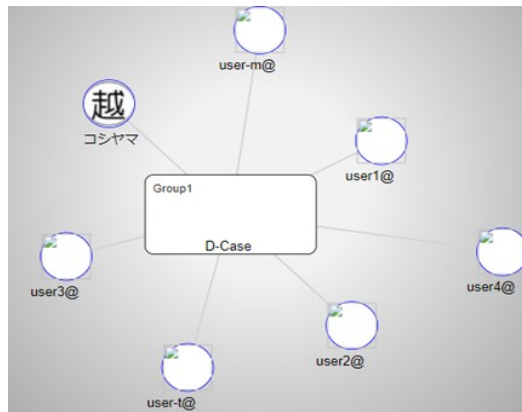 user-m@
越
コシヤマ
user1@
Group1
D-Case
user3@
user4@
user2@
user-t@